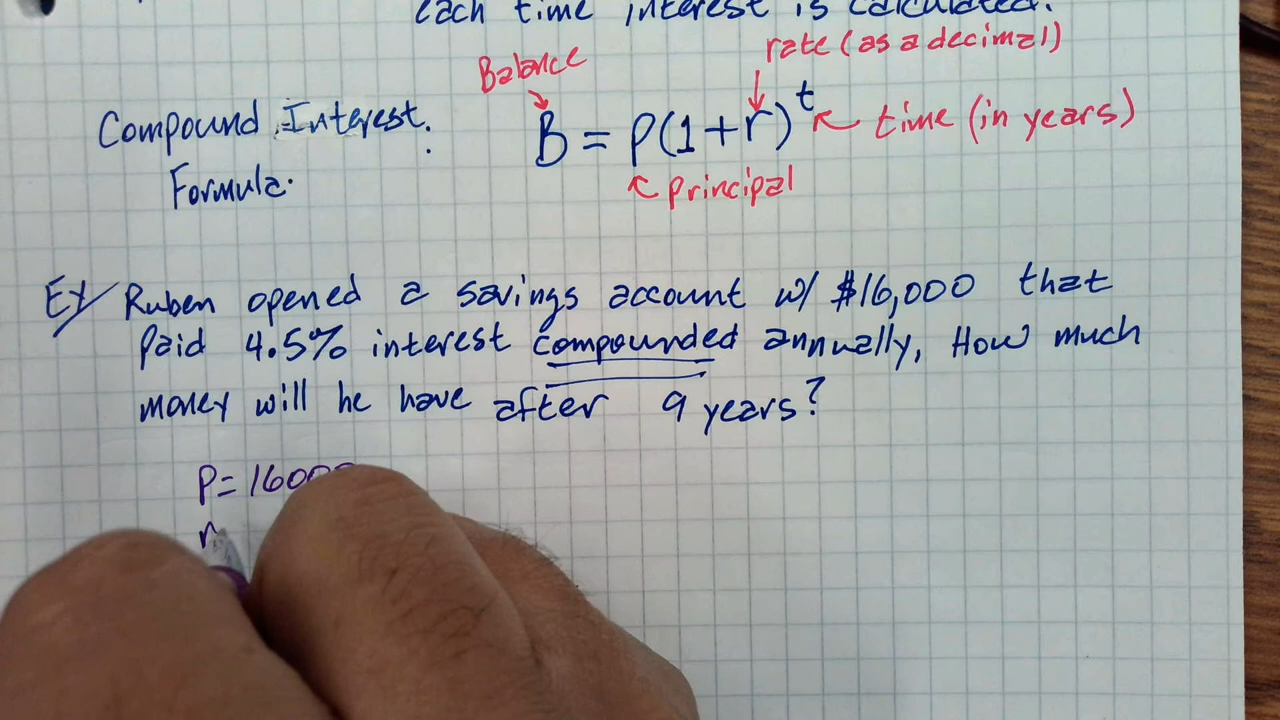 each time interest is calculated.
rate (as a decimal)
Balance
Compound Interest.
Formula.
B = P(1+r)^t
time (in years)
principal
Ex Ruben opened a savings account w/ $16,000 that
paid 4.5% interest compounded annually, How much
money will he have after 9 years?
P = 16000
r